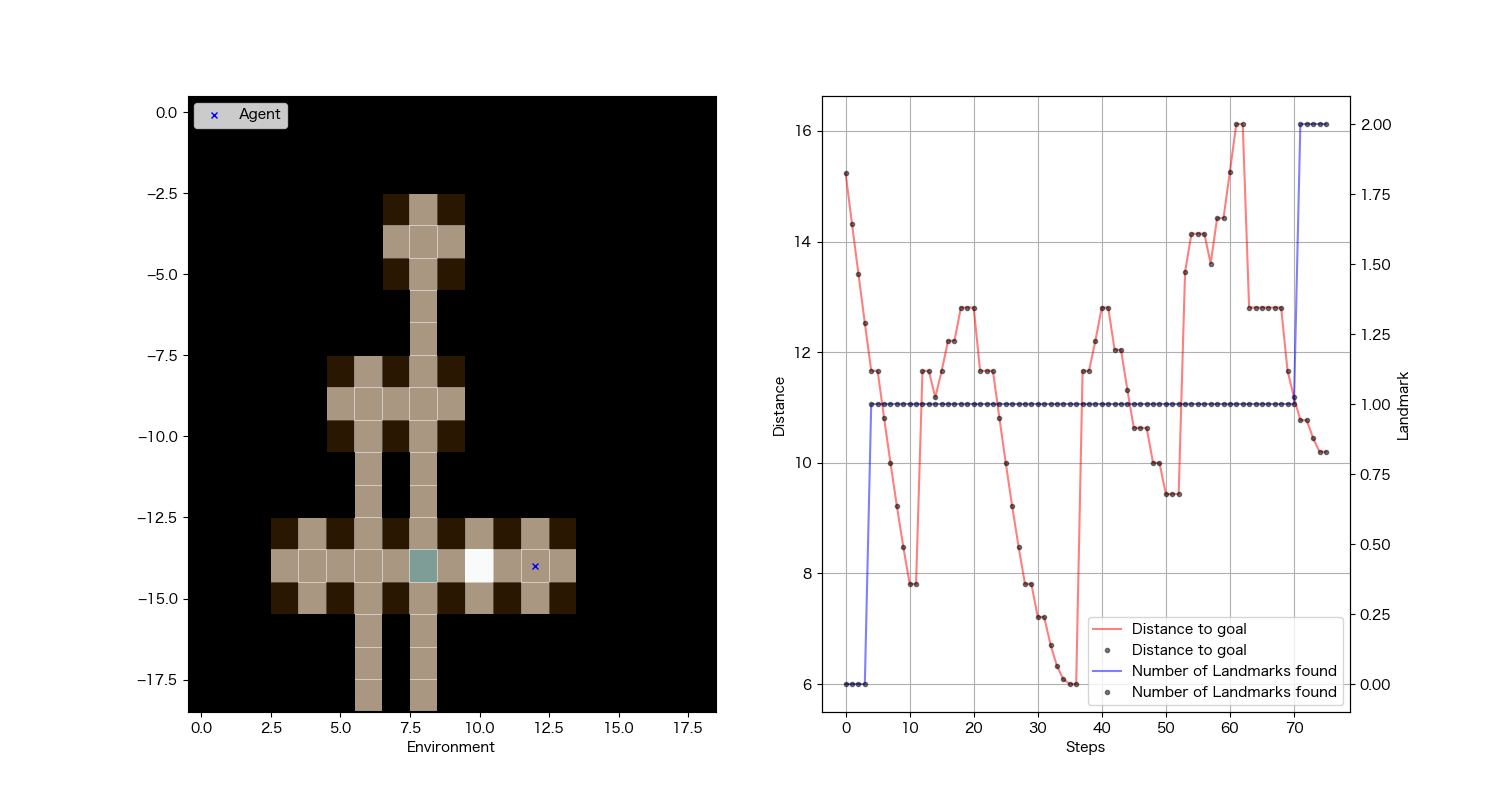 Agent
0.0
−2.5
−5.0
−7.5
−10.0
−12.5
−15.0
−17.5
0.0 2.5 5.0 7.5 10.0 12.5 15.0 17.5
Environment
16
14
12
10
8
6
Distance
0 10 20 30 40 50 60 70
Steps
2.00
1.75
1.50
1.25
1.00
0.75
0.50
0.25
0.00
Landmark
Distance to goal
Distance to goal
Number of Landmarks found
Number of Landmarks found